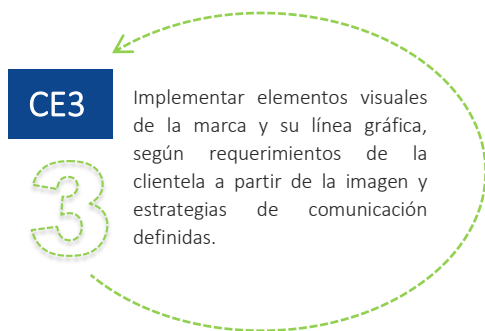 CE3
3
Implementar elementos visuales
de la marca y su línea gráfica,
según requerimientos de la
clientela a partir de la imagen y
estrategias de comunicación
definidas.